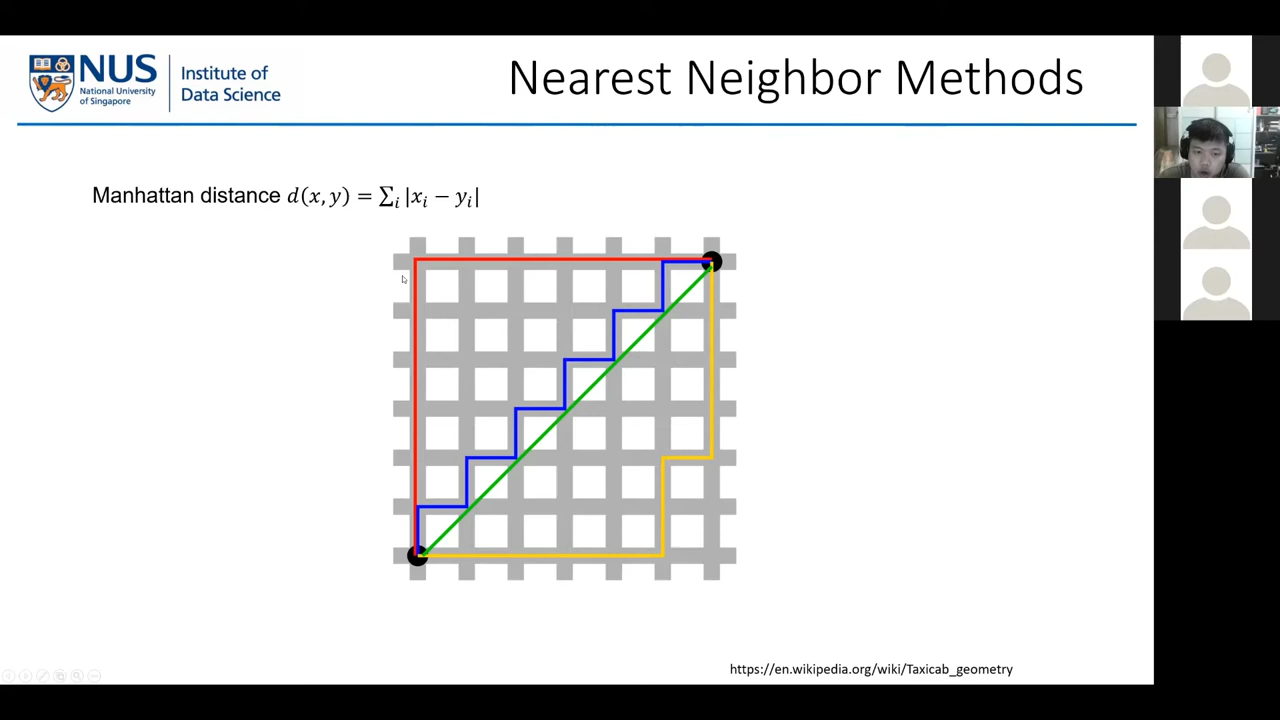 NUS
National University
of Singapore
Institute of
Data Science
Nearest Neighbor Methods
Manhattan distance d(x, y) = ∑ᵢ |xᵢ − yᵢ|
https://en.wikipedia.org/wiki/Taxicab_geometry